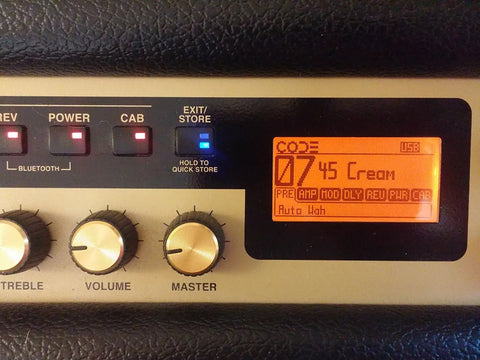 REV
POWER
CAB
EXIT/
STORE
BLUETOOTH
HOLD TO
QUICK STORE
CODE
USB
07
45 Cream
PRE AMP MOD DLY REV PWR CAB
Auto Wah
TREBLE
VOLUME
MASTER